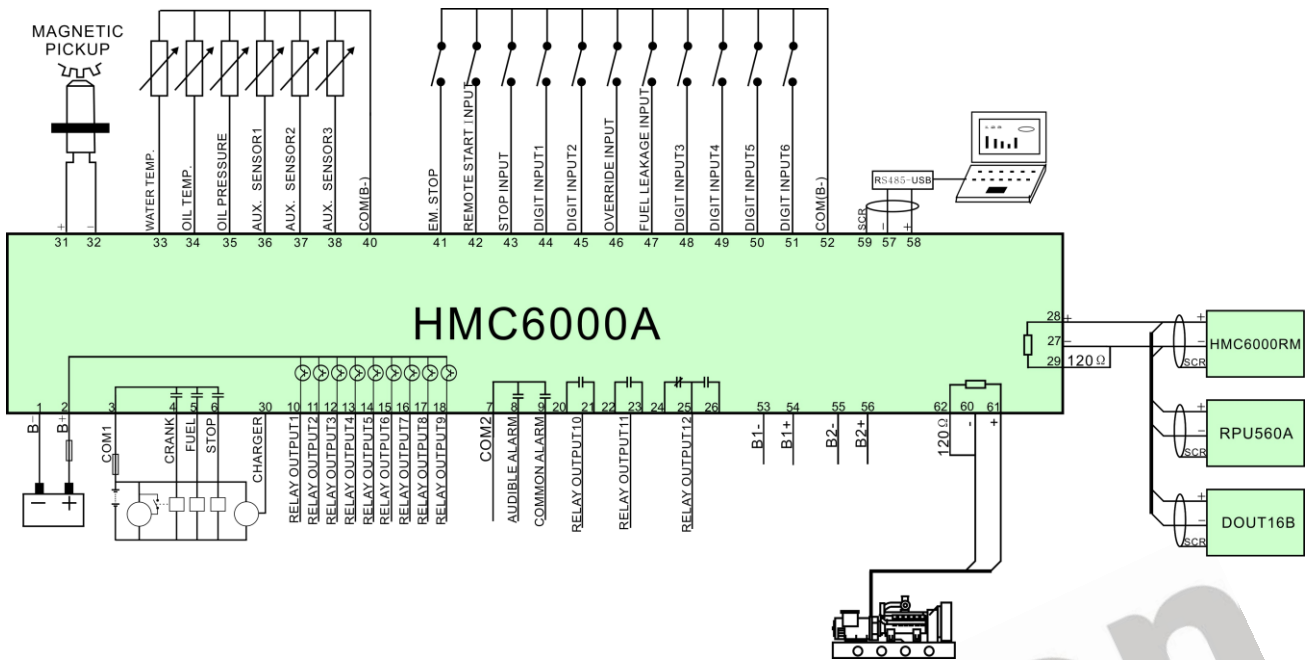 MAGNETIC
PICKUP
WATER TEMP.
OIL TEMP.
OIL PRESSURE
AUX. SENSOR1
AUX. SENSOR2
AUX. SENSOR3
COM(B-)
EM. STOP
REMOTE START INPUT
STOP INPUT
DIGIT INPUT1
DIGIT INPUT2
OVERRIDE INPUT
FUEL LEAKAGE INPUT
DIGIT INPUT3
DIGIT INPUT4
DIGIT INPUT5
DIGIT INPUT6
COM(B-)
SCR
RS485-USB
+ −
− +
31 32 33 34 35 36 37 38 40 41 42 43 44 45 46 47 48 49 50 51 52 59 57 58
HMC6000A
28 +
27 −
29 120Ω
+
−
SCR
HMC6000RM
+
−
SCR
RPU560A
+
−
SCR
DOUT16B
1 2 3 4 5 6 30 10 11 12 13 14 15 16 17 18 7 8 9 20 21 22 23 24 25 26 53 54 55 56 62 60 61
B-
B+
− +
COM1
CRANK
FUEL
STOP
CHARGER
RELAY OUTPUT1
RELAY OUTPUT2
RELAY OUTPUT3
RELAY OUTPUT4
RELAY OUTPUT5
RELAY OUTPUT6
RELAY OUTPUT7
RELAY OUTPUT8
RELAY OUTPUT9
COM2
AUDIBLE ALARM
COMMON ALARM
RELAY OUTPUT10
RELAY OUTPUT11
RELAY OUTPUT12
B1-
B1+
B2-
B2+
120Ω
-
+